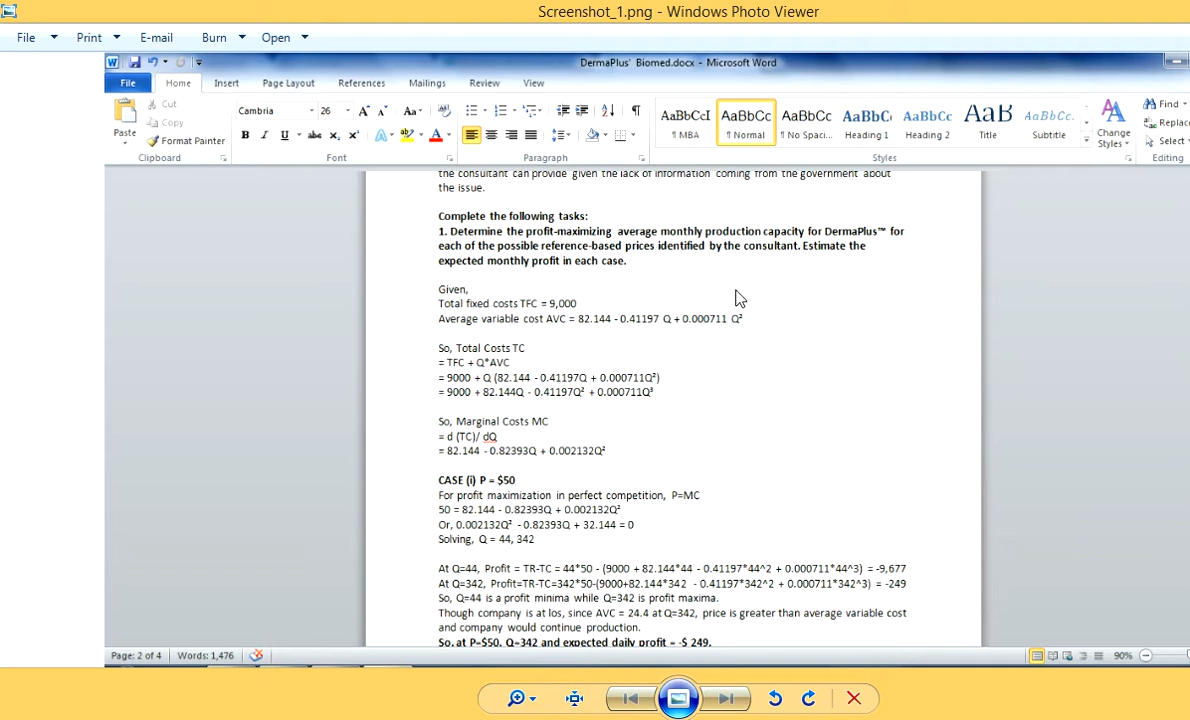 Screenshot_1.png - Windows Photo Viewer
File Print E-mail Burn Open
DermaPlus' Biomed.docx - Microsoft Word
File Home Insert Page Layout References Mailings Review View
Cut
Copy
Format Painter
Paste
Clipboard
Cambria 26
Font
Paragraph
AaBbCcI AaBbCc AaBbCc AaBbC AaBbCc AaB AaBbCc.
¶ MBA ¶ Normal ¶ No Spaci... Heading 1 Heading 2 Title Subtitle
Change Styles
Styles
Find
Replace
Select
Editing
the consultant can provide given the lack of information coming from the government about
the issue.
Complete the following tasks:
1. Determine the profit-maximizing average monthly production capacity for DermaPlus™ for
each of the possible reference-based prices identified by the consultant. Estimate the
expected monthly profit in each case.
Given,
Total fixed costs TFC = 9,000
Average variable cost AVC = 82.144 - 0.41197 Q + 0.000711 Q²
So, Total Costs TC
= TFC + Q*AVC
= 9000 + Q (82.144 - 0.41197Q + 0.000711Q²)
= 9000 + 82.144Q - 0.41197Q² + 0.000711Q³
So, Marginal Costs MC
= d (TC)/ dQ
= 82.144 - 0.82393Q + 0.002132Q²
CASE (i) P = $50
For profit maximization in perfect competition, P=MC
50 = 82.144 - 0.82393Q + 0.002132Q²
Or, 0.002132Q² - 0.82393Q + 32.144 = 0
Solving, Q = 44, 342
At Q=44, Profit = TR-TC = 44*50 - (9000 + 82.144*44 - 0.41197*44^2 + 0.000711*44^3) = -9,677
At Q=342, Profit=TR-TC=342*50-(9000+82.144*342 - 0.41197*342^2 + 0.000711*342^3) = -249
So, Q=44 is a profit minima while Q=342 is profit maxima.
Though company is at los, since AVC = 24.4 at Q=342, price is greater than average variable cost
and company would continue production.
So, at P=$50, Q=342 and expected daily profit = -$ 249.
Page: 2 of 4 Words: 1,476 90%